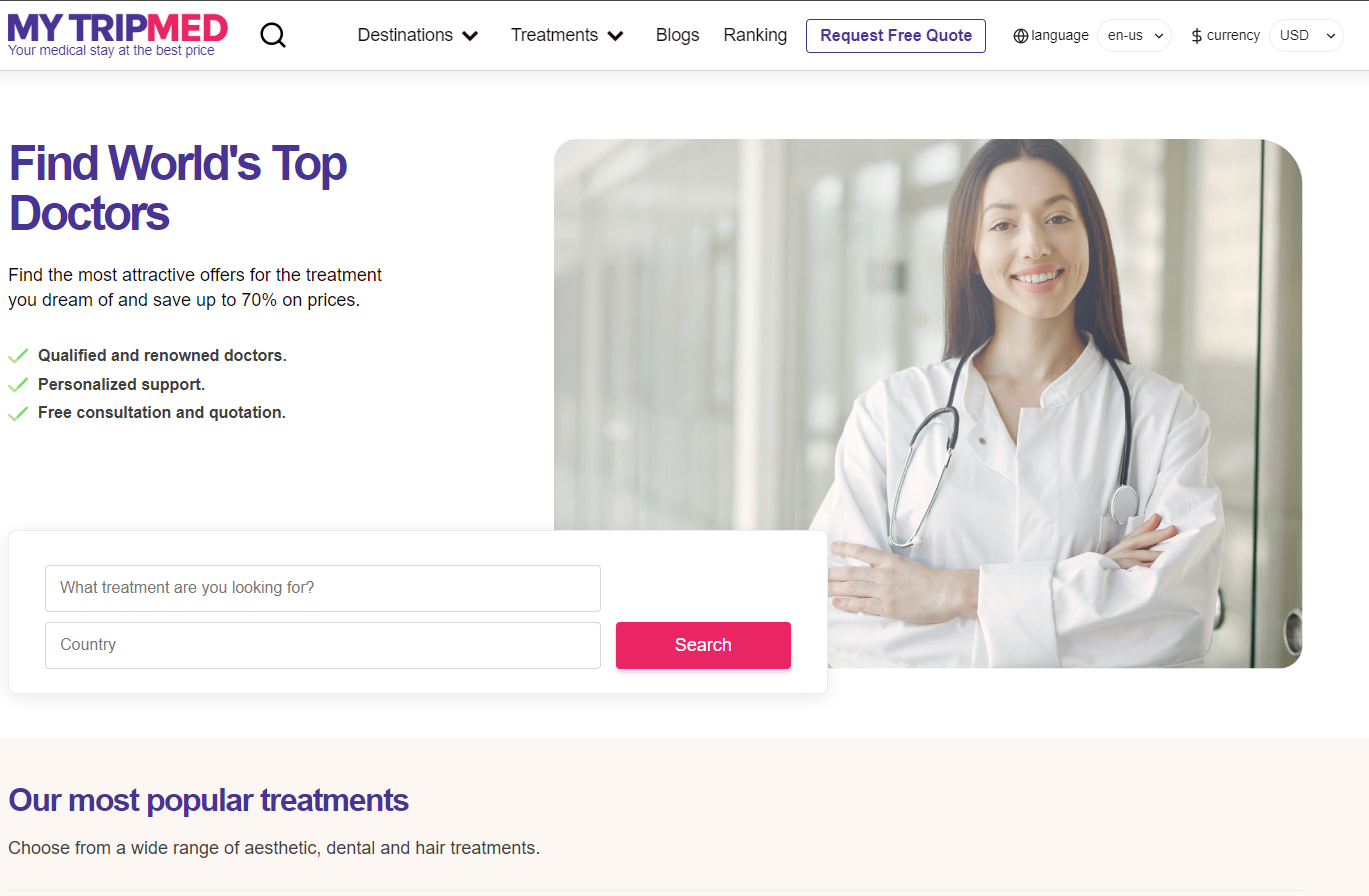 MY TRIPMED
Your medical stay at the best price
Destinations
Treatments
Blogs
Ranking
Request Free Quote
language
en-us
$ currency
USD
Find World's Top
Doctors
Find the most attractive offers for the treatment
you dream of and save up to 70% on prices.
Qualified and renowned doctors.
Personalized support.
Free consultation and quotation.
What treatment are you looking for?
Country
Search
Our most popular treatments
Choose from a wide range of aesthetic, dental and hair treatments.